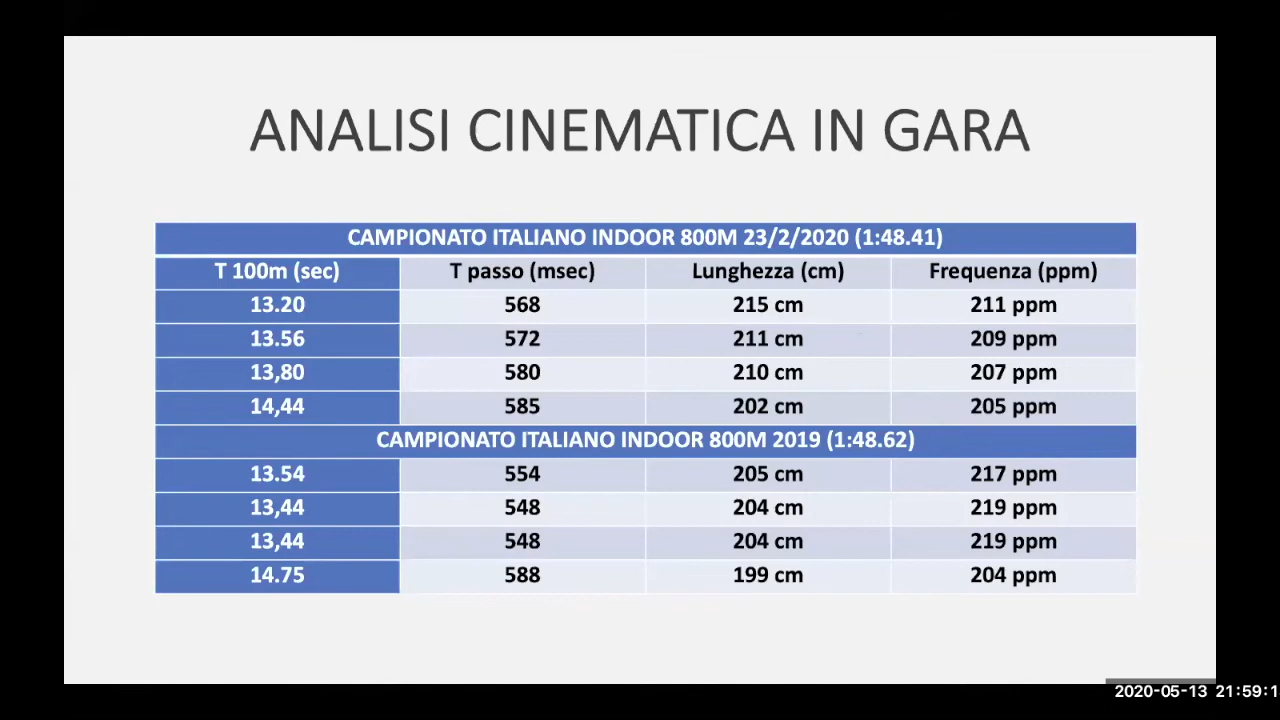 ANALISI CINEMATICA IN GARA
CAMPIONATO ITALIANO INDOOR 800M 23/2/2020 (1:48.41)
T 100m (sec) T passo (msec) Lunghezza (cm) Frequenza (ppm)
13.20 568 215 cm 211 ppm
13.56 572 211 cm 209 ppm
13,80 580 210 cm 207 ppm
14,44 585 202 cm 205 ppm
CAMPIONATO ITALIANO INDOOR 800M 2019 (1:48.62)
13.54 554 205 cm 217 ppm
13,44 548 204 cm 219 ppm
13,44 548 204 cm 219 ppm
14.75 588 199 cm 204 ppm
2020-05-13 21:59:1